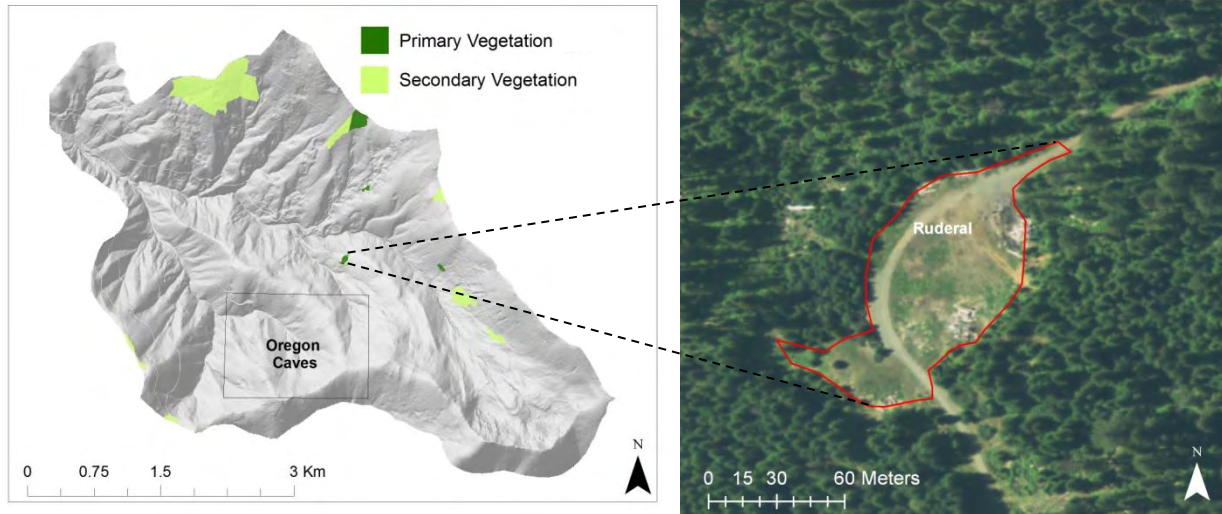 Primary Vegetation
Secondary Vegetation
Oregon
Caves
0 0.75 1.5 3 Km
N
Ruderal
0 15 30 60 Meters
N